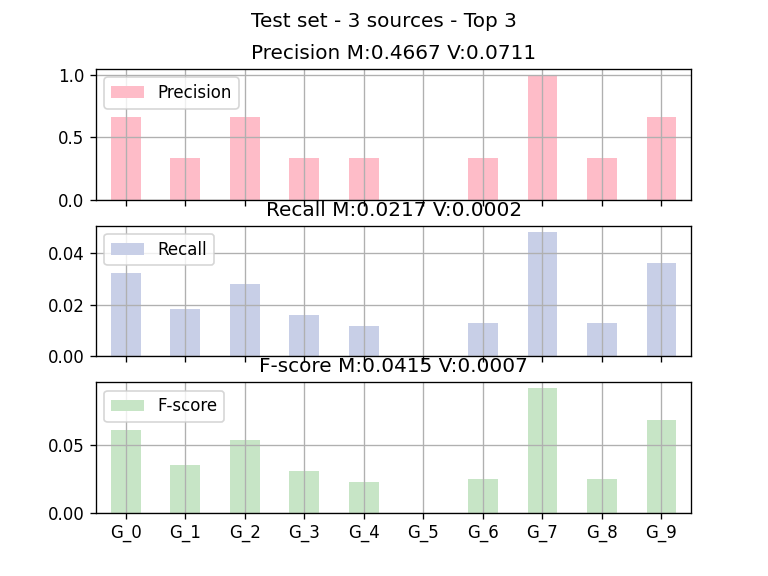 Test set - 3 sources - Top 3
Precision M:0.4667 V:0.0711
1.0
Precision
0.5
0.0
Recall M:0.0217 V:0.0002
Recall
0.04
0.02
0.00
F-score M:0.0415 V:0.0007
F-score
0.05
0.00
G_0 G_1 G_2 G_3 G_4 G_5 G_6 G_7 G_8 G_9